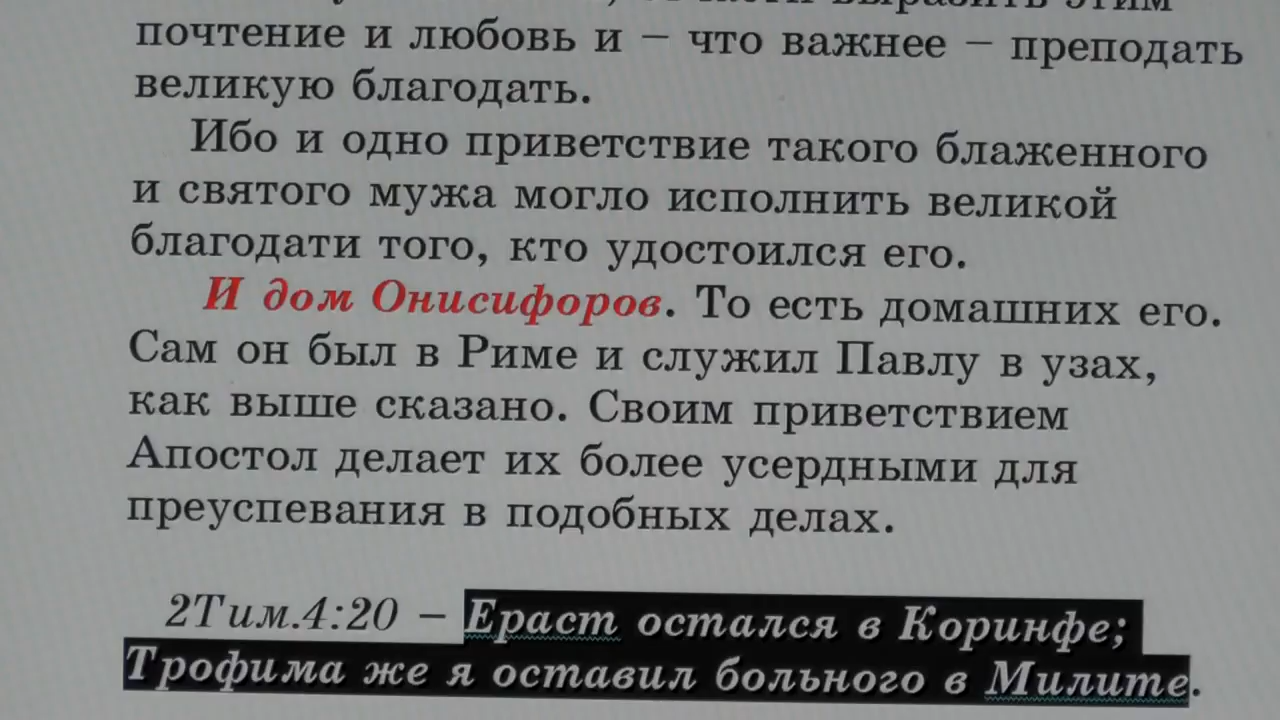 выразить этим
почтение и любовь и – что важнее – преподать
великую благодать.
Ибо и одно приветствие такого блаженного
и святого мужа могло исполнить великой
благодати того, кто удостоился его.
И дом Онисифоров. То есть домашних его.
Сам он был в Риме и служил Павлу в узах,
как выше сказано. Своим приветствием
Апостол делает их более усердными для
преуспевания в подобных делах.
2Тим.4:20 – Ераст остался в Коринфе;
Трофима же я оставил больного в Милите.